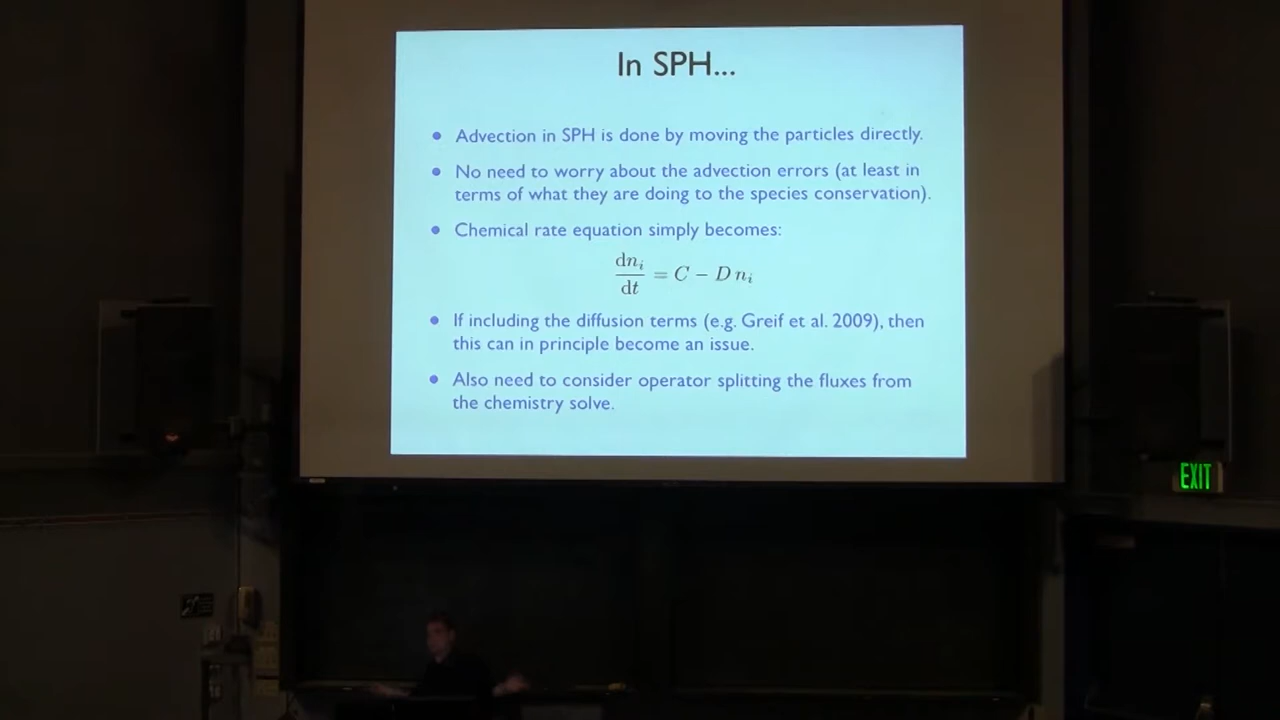 In SPH...
• Advection in SPH is done by moving the particles directly.
• No need to worry about the advection errors (at least in
terms of what they are doing to the species conservation).
• Chemical rate equation simply becomes:
dn_i/dt = C − D n_i
• If including the diffusion terms (e.g. Greif et al. 2009), then
this can in principle become an issue.
• Also need to consider operator splitting the fluxes from
the chemistry solve.
EXIT